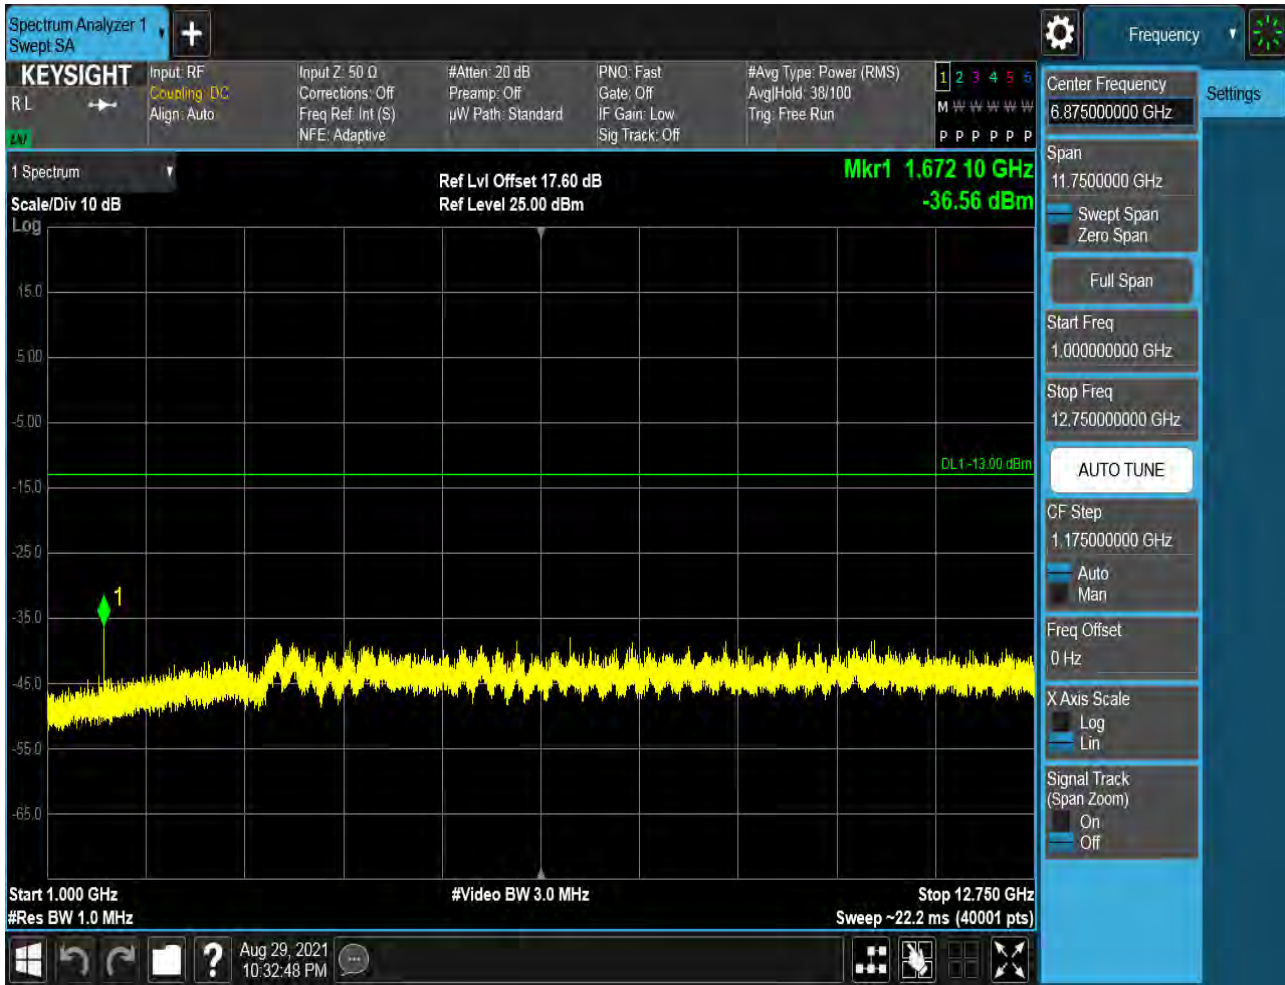 Spectrum Analyzer 1
Swept SA
+
Frequency
KEYSIGHT
R L
LNI
Input: RF
Coupling: DC
Align: Auto
Input Z: 50 Ω
Corrections: Off
Freq Ref: Int (S)
NFE: Adaptive
#Atten: 20 dB
Preamp: Off
µW Path: Standard
PNO: Fast
Gate: Off
IF Gain: Low
Sig Track: Off
#Avg Type: Power (RMS)
Avg|Hold: 38/100
Trig: Free Run
1 2 3 4 5 6
M W W W W W
P P P P P P
1 Spectrum
Scale/Div 10 dB
Log
Ref Lvl Offset 17.60 dB
Ref Level 25.00 dBm
Mkr1 1.672 10 GHz
-36.56 dBm
15.0
5.00
-5.00
DL1 -13.00 dBm
-15.0
-25.0
1
-35.0
-45.0
-55.0
-65.0
Start 1.000 GHz
#Res BW 1.0 MHz
#Video BW 3.0 MHz
Stop 12.750 GHz
Sweep ~22.2 ms (40001 pts)
?
Aug 29, 2021
10:32:48 PM
Center Frequency
6.875000000 GHz
Settings
Span
11.7500000 GHz
Swept Span
Zero Span
Full Span
Start Freq
1.000000000 GHz
Stop Freq
12.750000000 GHz
AUTO TUNE
CF Step
1.175000000 GHz
Auto
Man
Freq Offset
0 Hz
X Axis Scale
Log
Lin
Signal Track
(Span Zoom)
On
Off